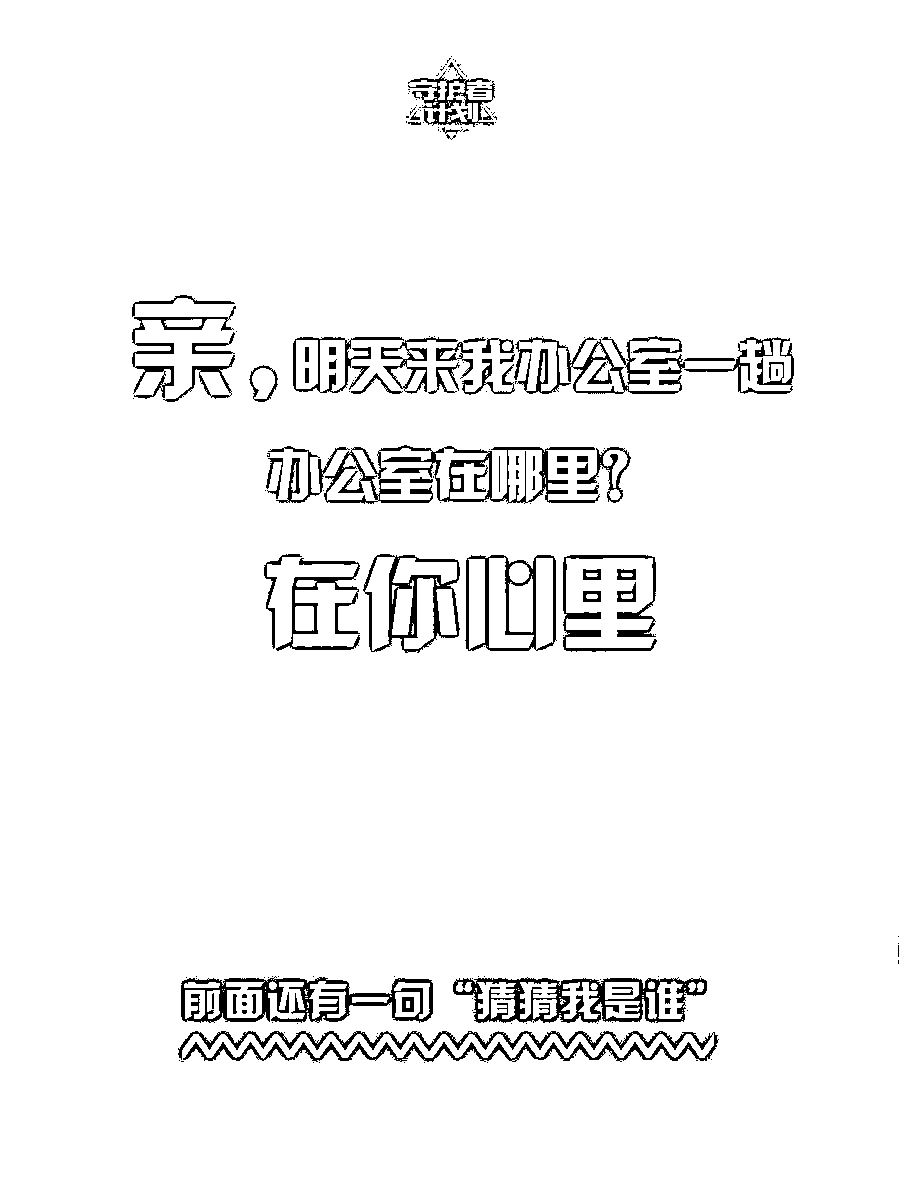 守护者
计划
亲,明天来我办公室一趟
办公室在哪里?
在你心里
前面还有一句“猜猜我是谁”